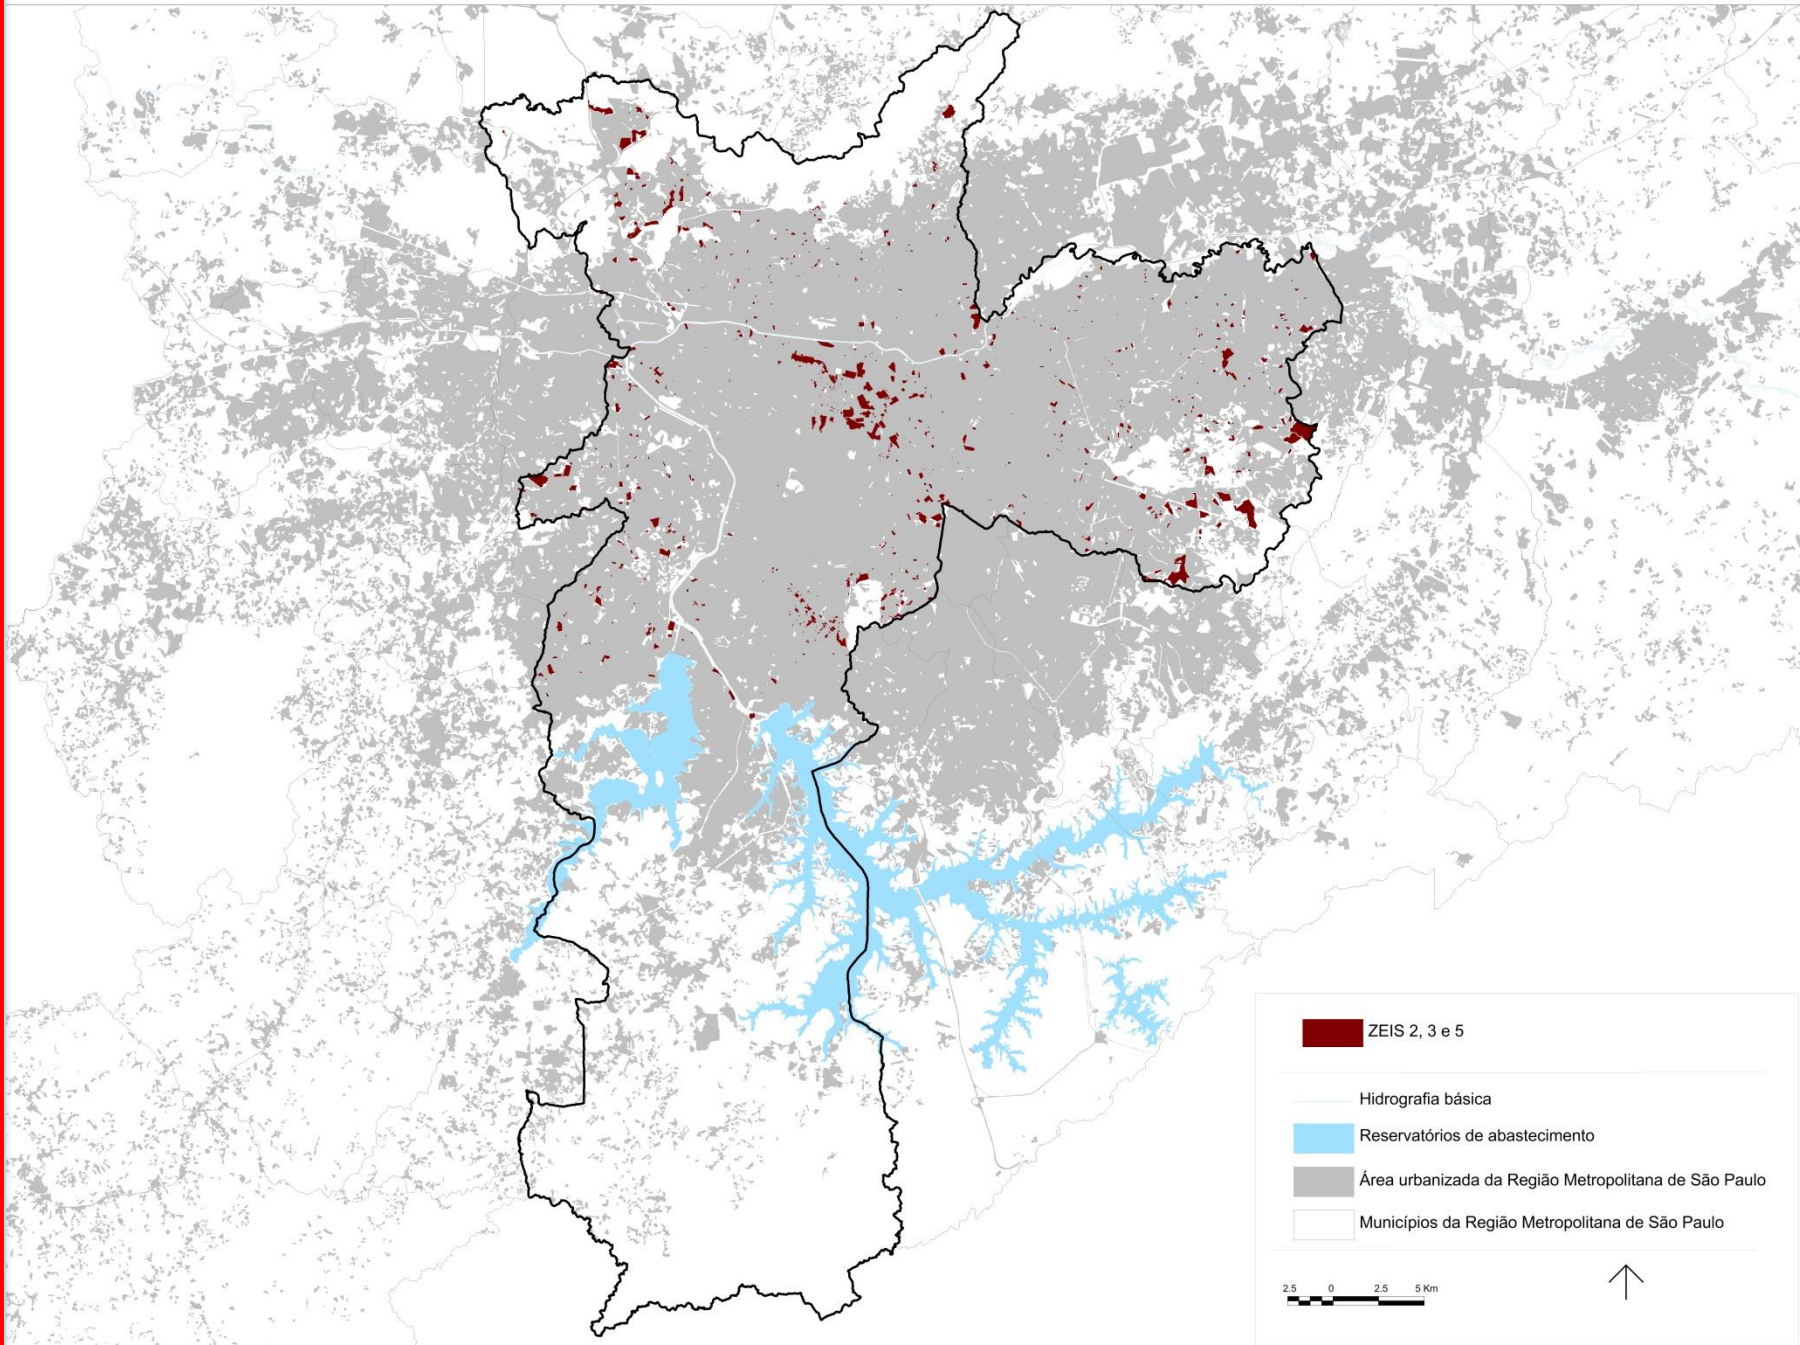 ZEIS 2, 3 e 5
Hidrografia básica
Reservatórios de abastecimento
Área urbanizada da Região Metropolitana de São Paulo
Municípios da Região Metropolitana de São Paulo
2.5 0 2.5 5 Km